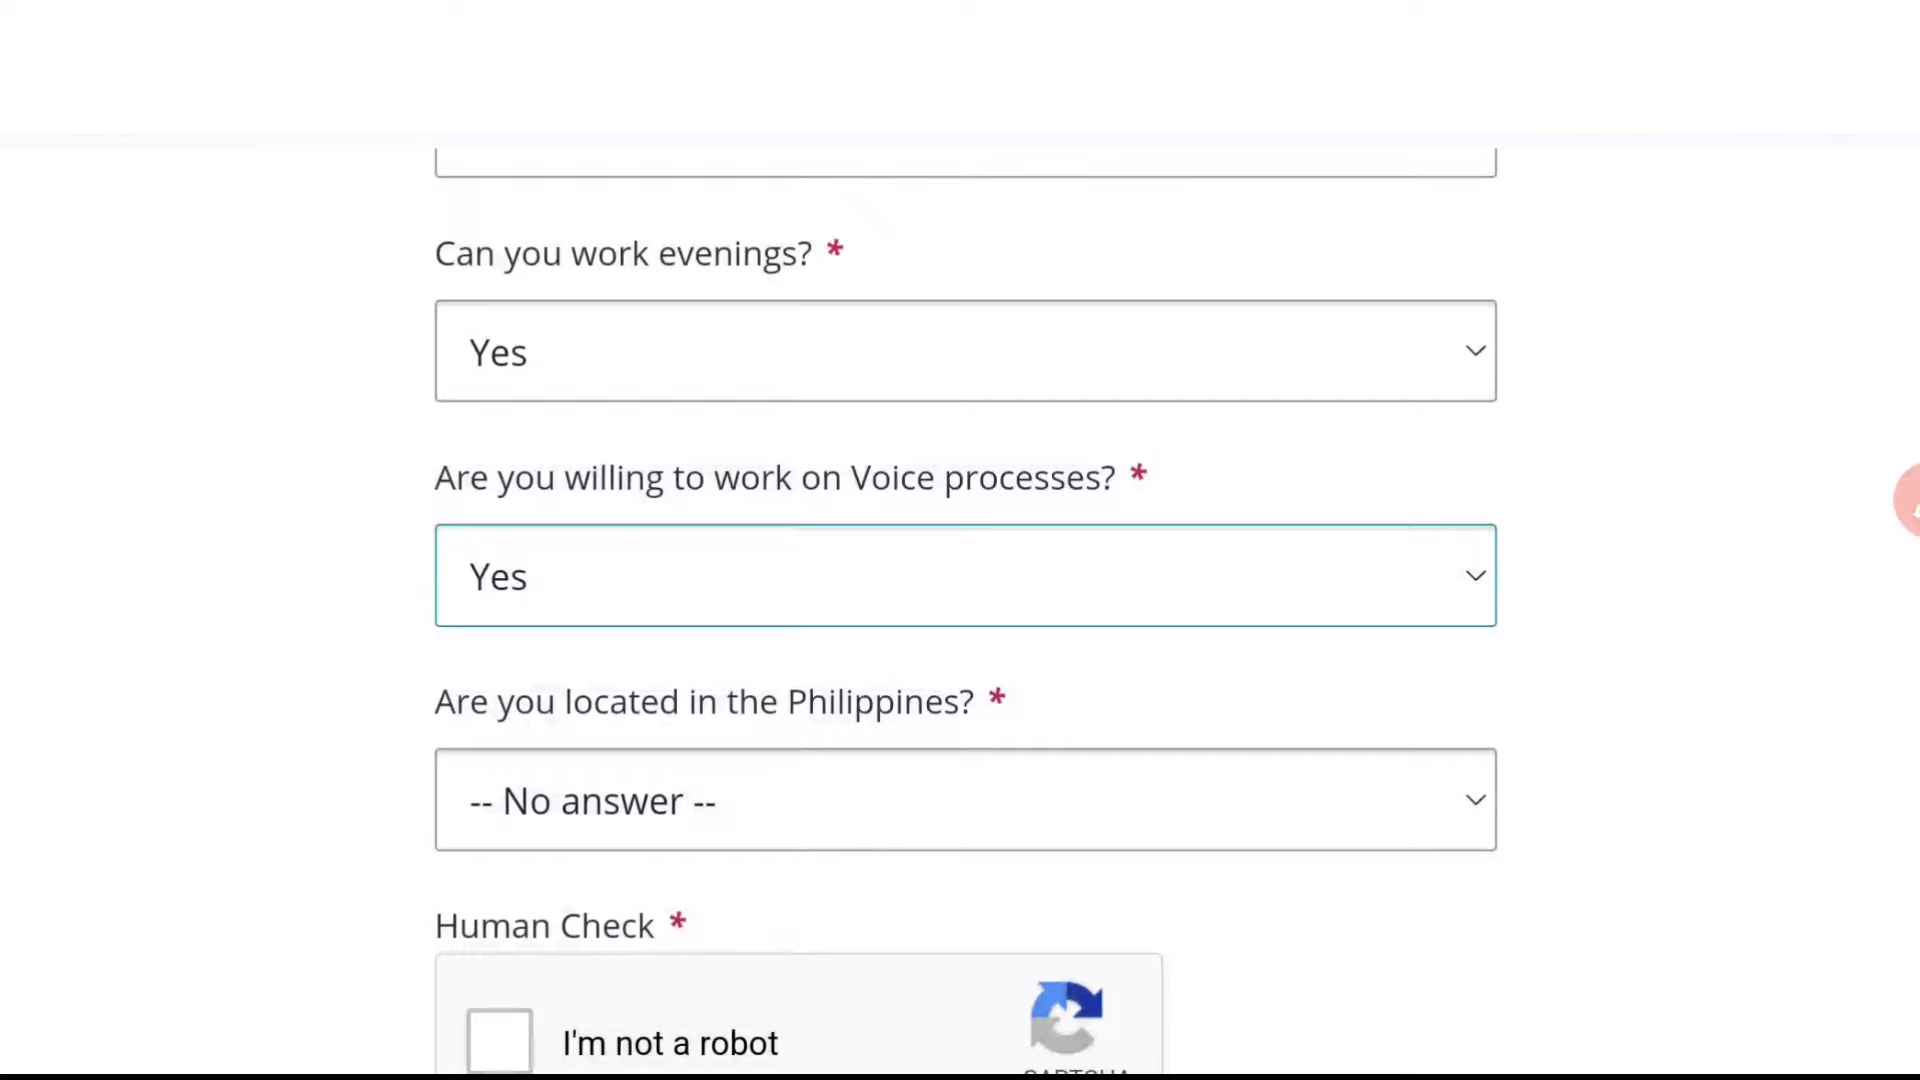 Can you work evenings? *
Yes
Are you willing to work on Voice processes? *
Yes
Are you located in the Philippines? *
-- No answer --
Human Check *
I'm not a robot